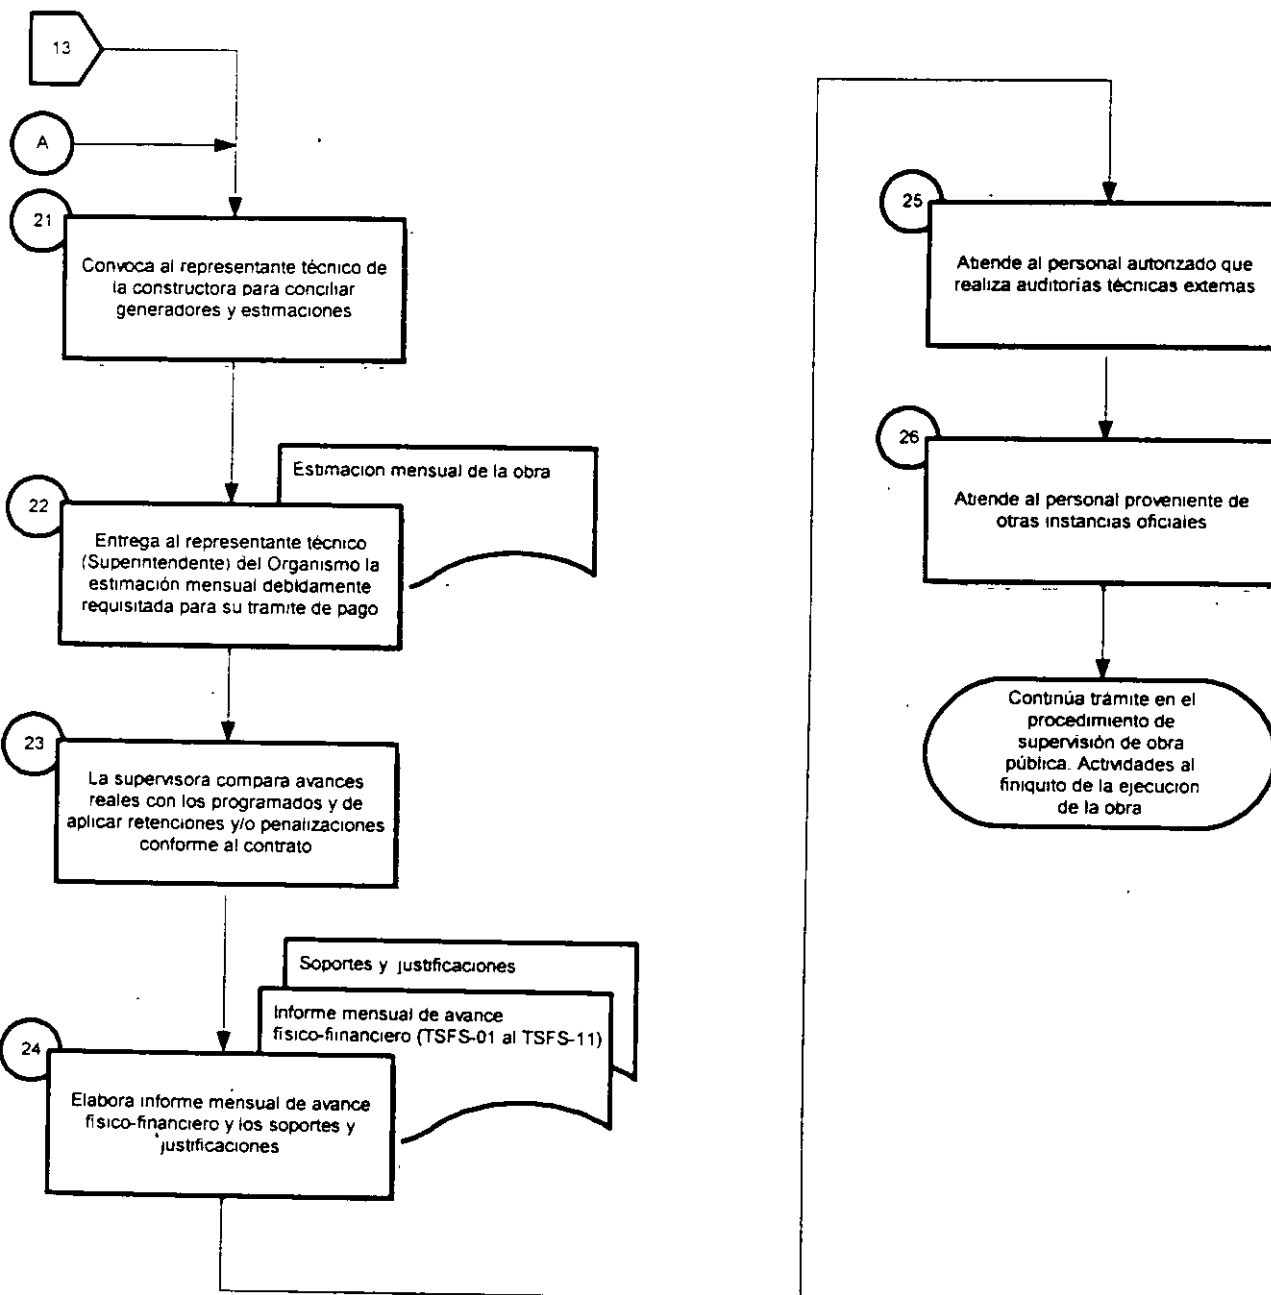 13
A
21
Convoca al representante técnico de
la constructora para conciliar
generadores y estimaciones
Estimacion mensual de la obra
22
Entrega al representante técnico
(Superintendente) del Organismo la
estimación mensual debidamente
requisitada para su tramite de pago
23
La supervisora compara avances
reales con los programados y de
aplicar retenciones y/o penalizaciones
conforme al contrato
Soportes y justificaciones
Informe mensual de avance
físico-financiero (TSFS-01 al TSFS-11)
24
Elabora informe mensual de avance
físico-financiero y los soportes y
justificaciones
25
Atiende al personal autorizado que
realiza auditorías técnicas externas
26
Atiende al personal proveniente de
otras instancias oficiales
Continúa trámite en el
procedimiento de
supervisión de obra
pública. Actividades al
finiquito de la ejecución
de la obra